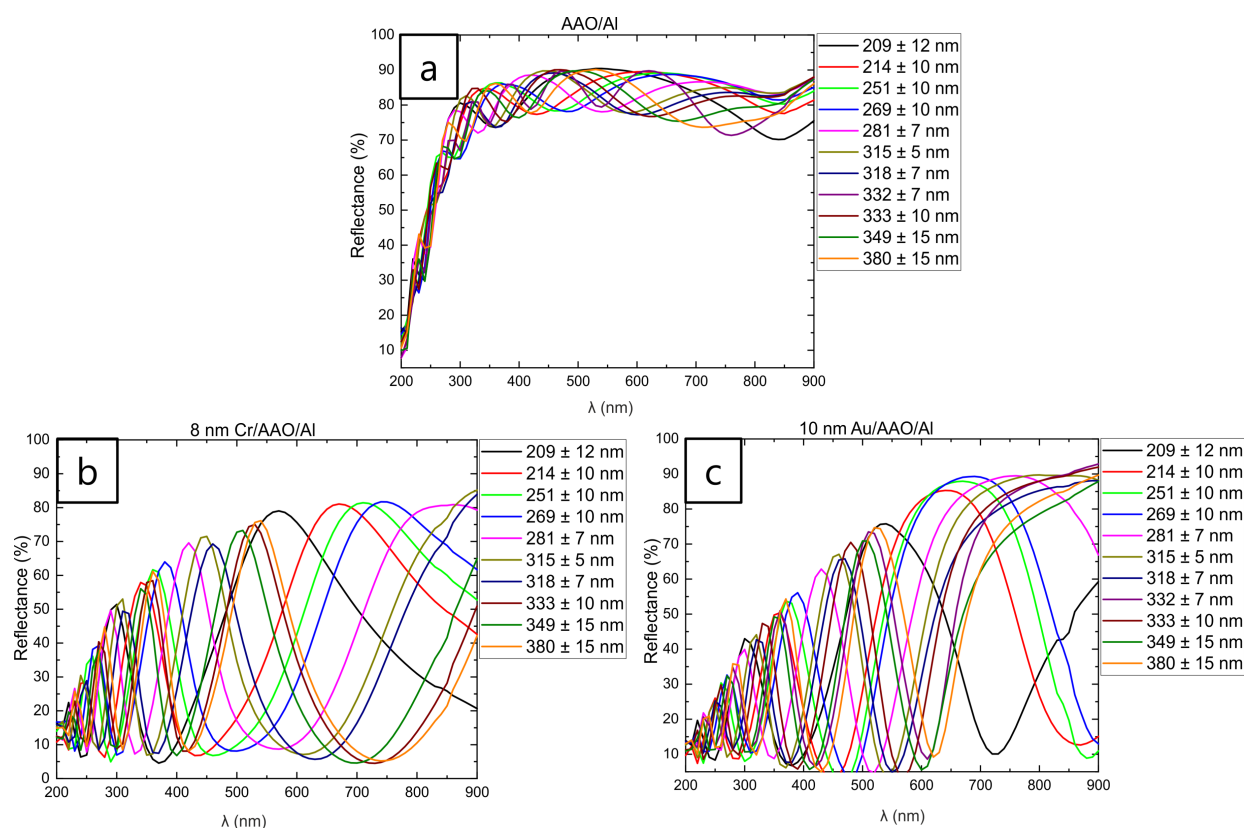 AAO/Al
a
Reflectance (%)
100
90
80
70
60
50
40
30
20
10
200 300 400 500 600 700 800 900
λ (nm)
209 ± 12 nm
214 ± 10 nm
251 ± 10 nm
269 ± 10 nm
281 ± 7 nm
315 ± 5 nm
318 ± 7 nm
332 ± 7 nm
333 ± 10 nm
349 ± 15 nm
380 ± 15 nm
8 nm Cr/AAO/Al
b
Reflectance (%)
100
90
80
70
60
50
40
30
20
10
0
200 300 400 500 600 700 800 900
λ (nm)
209 ± 12 nm
214 ± 10 nm
251 ± 10 nm
269 ± 10 nm
281 ± 7 nm
315 ± 5 nm
318 ± 7 nm
333 ± 10 nm
349 ± 15 nm
380 ± 15 nm
10 nm Au/AAO/Al
c
Reflectance (%)
100
90
80
70
60
50
40
30
20
10
200 300 400 500 600 700 800 900
λ (nm)
209 ± 12 nm
214 ± 10 nm
251 ± 10 nm
269 ± 10 nm
281 ± 7 nm
315 ± 5 nm
318 ± 7 nm
332 ± 7 nm
333 ± 10 nm
349 ± 15 nm
380 ± 15 nm